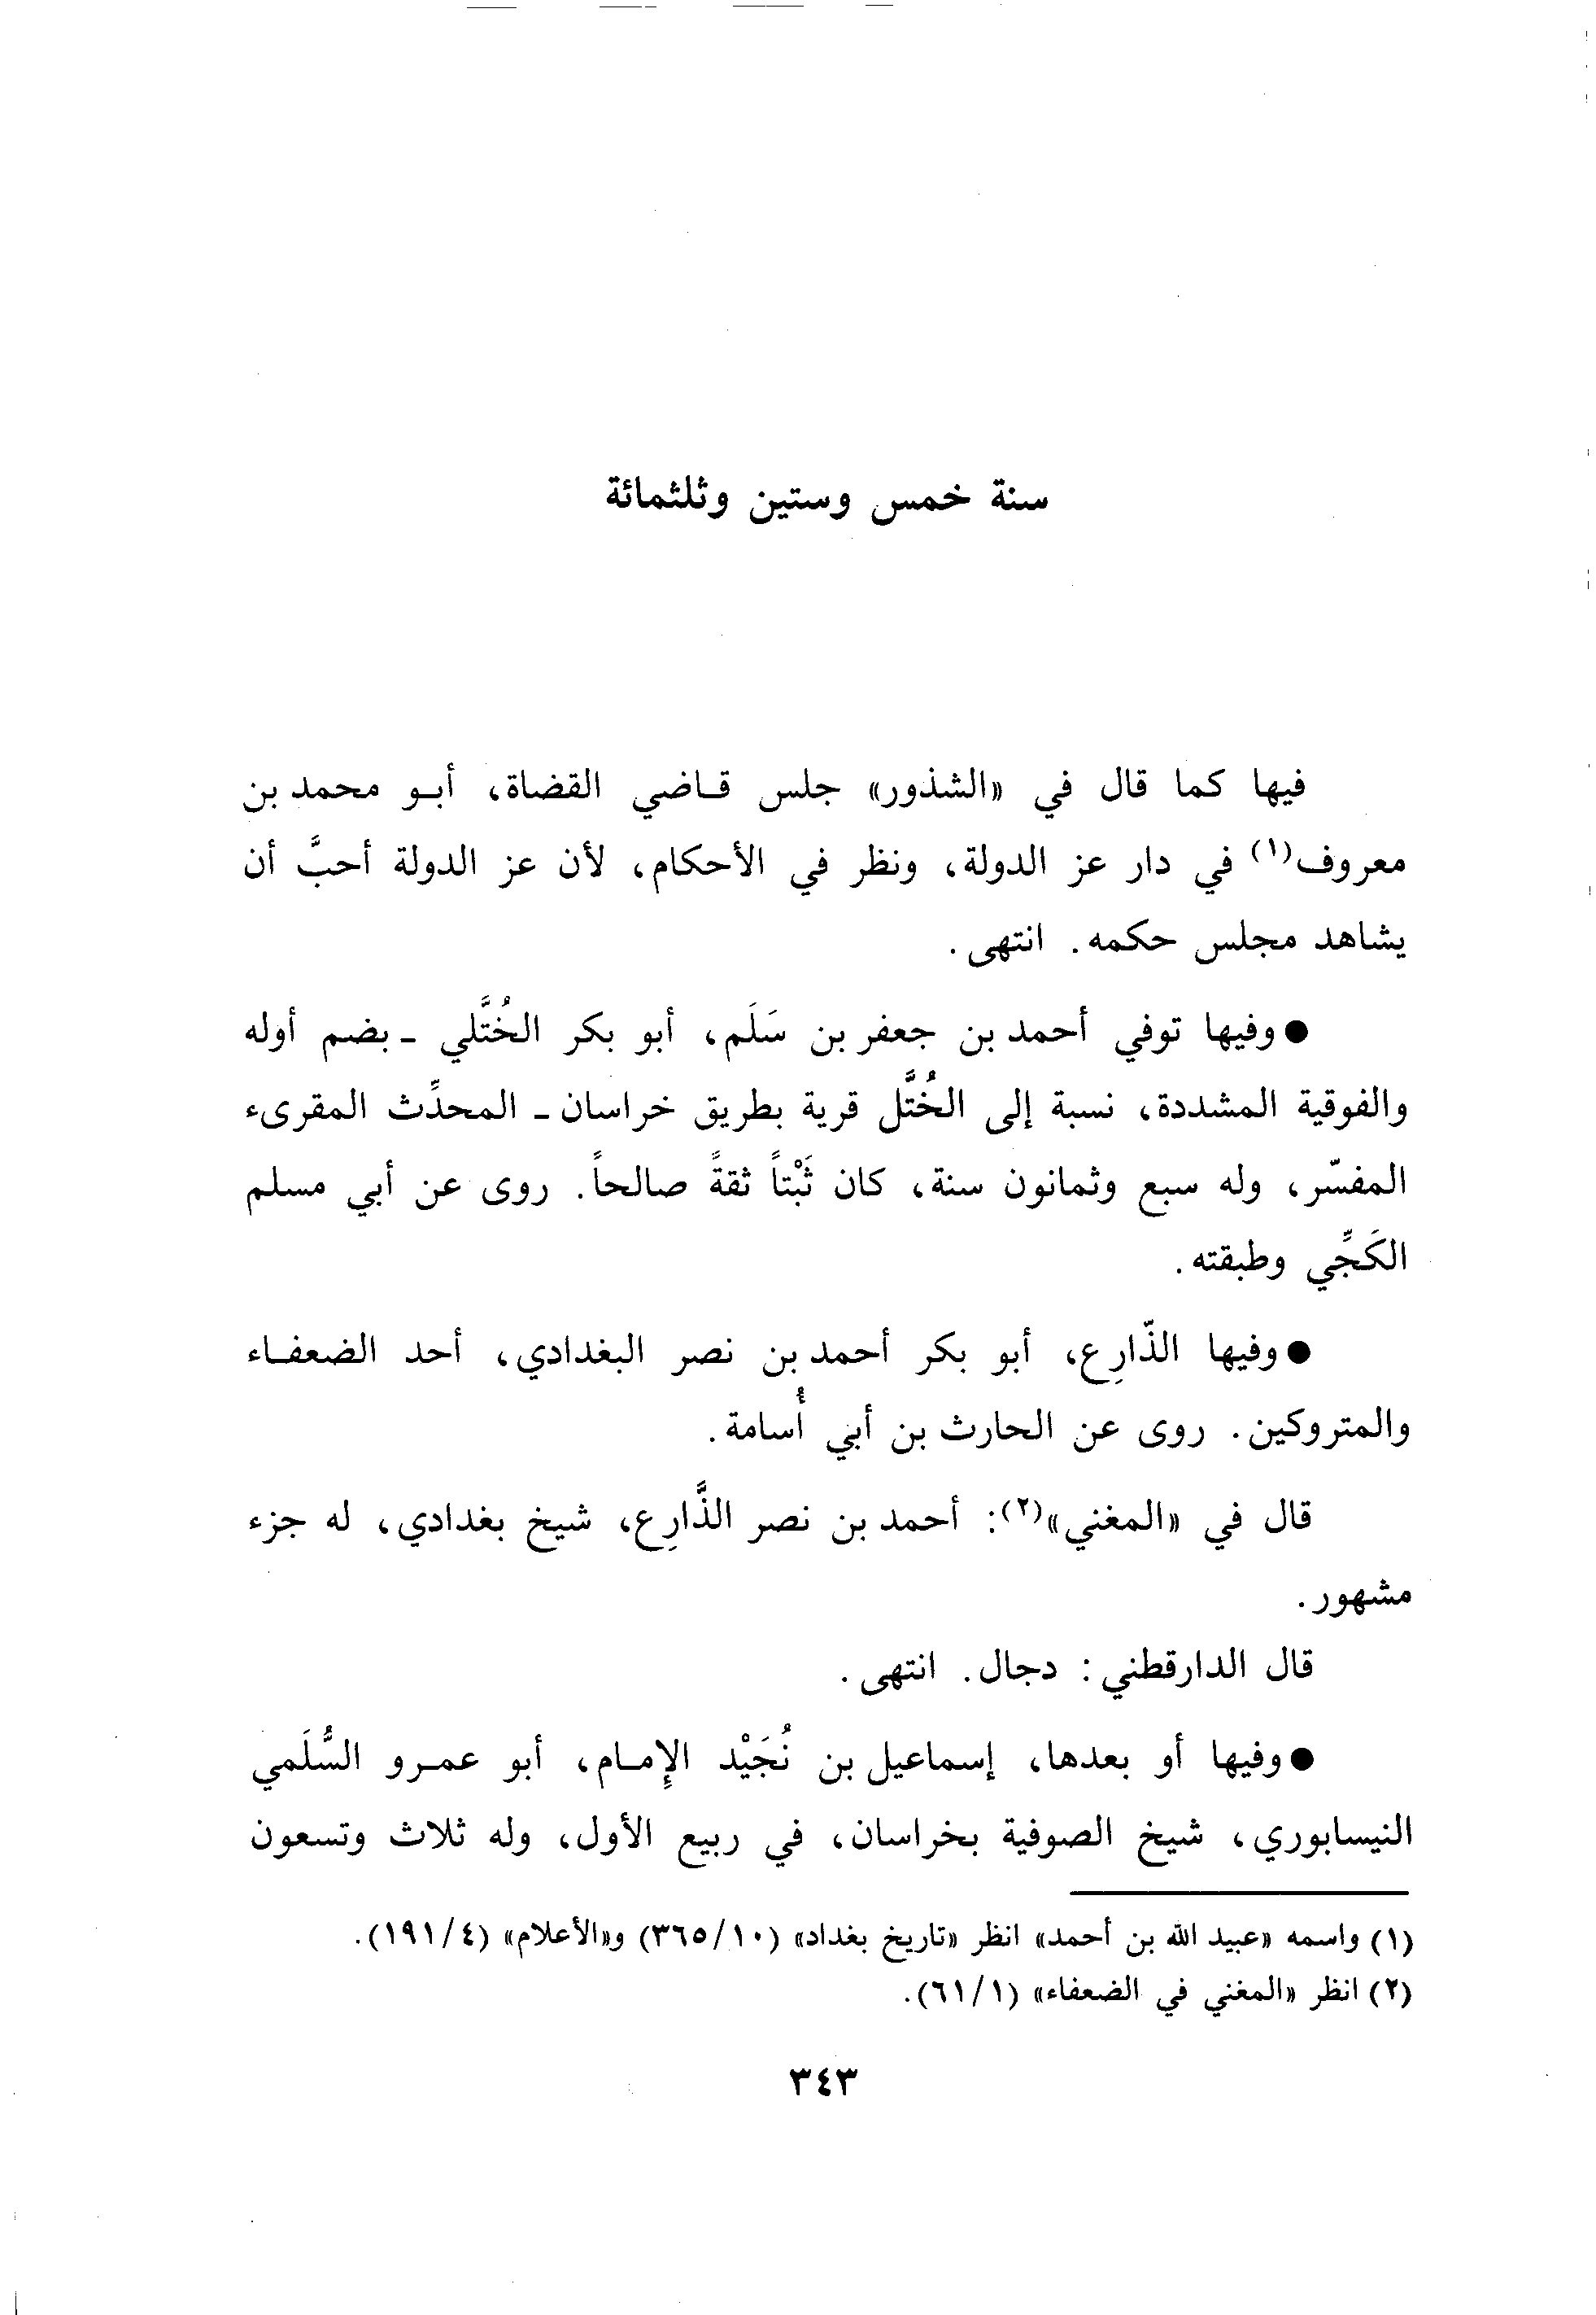 سنة خمس وستين وثلثمائة
فيها كما قال في «الشذور» جلس قاضي القضاة، أبو محمد بن
معروف(١) في دار عز الدولة، ونظر في الأحكام، لأن عز الدولة أحبَّ أن
يشاهد مجلس حكمه. انتهى.
● وفيها توفي أحمد بن جعفر بن سَلَم، أبو بكر الخُتَّلي - بضم أوله
والفوقية المشددة، نسبة إلى الخُتَّل قرية بطريق خراسان - المحدِّث المقرىء
المفسّر، وله سبع وثمانون سنة، كان ثَبْتاً ثقةً صالحاً. روى عن أبي مسلم
الكَجِّي وطبقته.
● وفيها الذّارِع، أبو بكر أحمد بن نصر البغدادي، أحد الضعفاء
والمتروكين. روى عن الحارث بن أبي أُسامة.
قال في «المغني»(٢): أحمد بن نصر الذَّارِع، شيخ بغدادي، له جزء
مشهور.
قال الدارقطني: دجال. انتهى.
● وفيها أو بعدها، إسماعيل بن نُجَيْد الإِمام، أبو عمرو السُّلَمي
النيسابوري، شيخ الصوفية بخراسان، في ربيع الأول، وله ثلاث وتسعون
(١) واسمه «عبيد الله بن أحمد» انظر «تاريخ بغداد» (١٠/٣٦٥) و«الأعلام» (٤/١٩١).
(٢) انظر «المغني في الضعفاء» (١/٦١).
٣٤٣